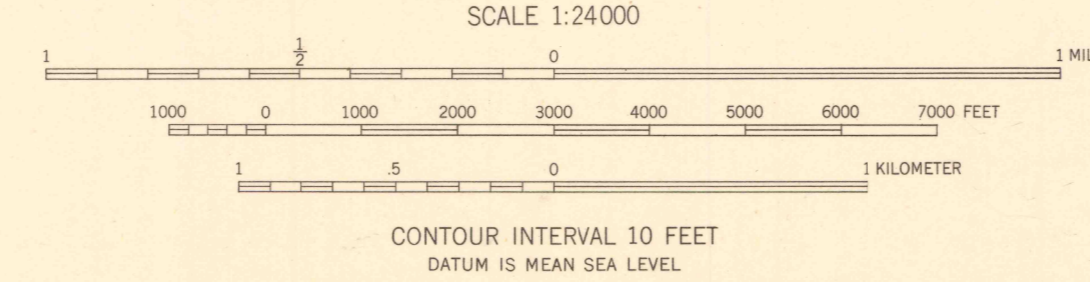 SCALE 1:24000
1 1/2 0 1 MIL
1000 0 1000 2000 3000 4000 5000 6000 7000 FEET
1 .5 0 1 KILOMETER
CONTOUR INTERVAL 10 FEET
DATUM IS MEAN SEA LEVEL